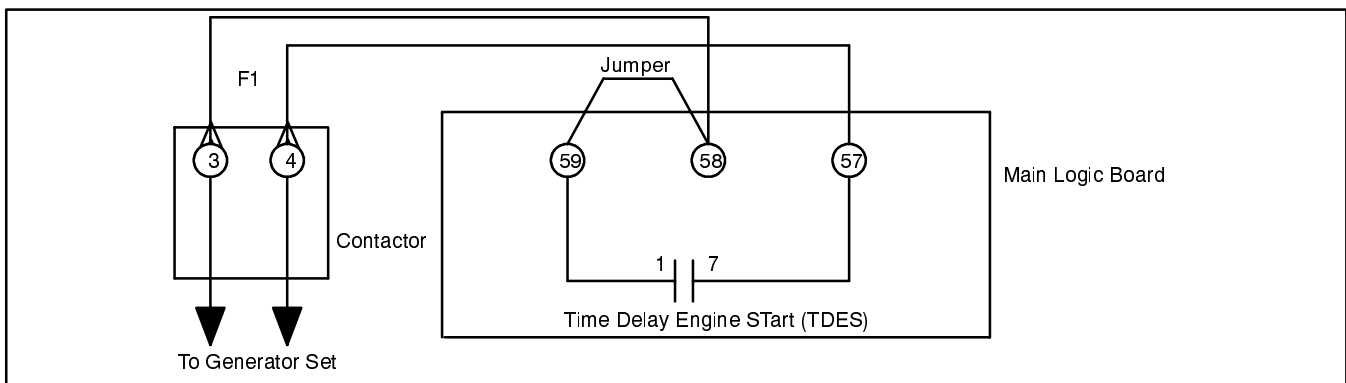 Jumper
F1
3
4
59
58
57
Main Logic Board
Contactor
1
7
Time Delay Engine STart (TDES)
To Generator Set